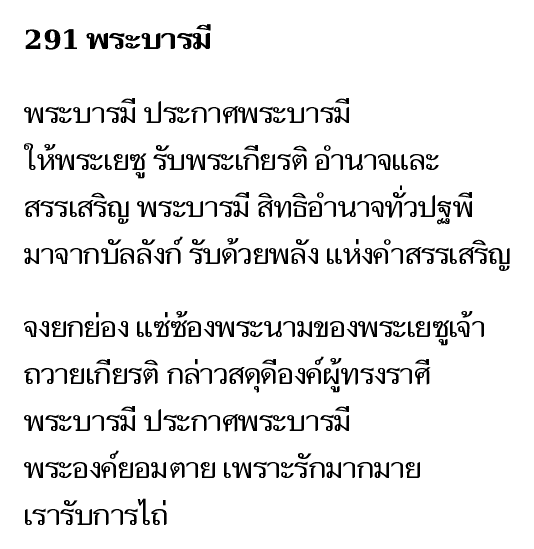 291 พระบารมี
พระบารมี ประกาศพระบารมี
ให้พระเยซู รับพระเกียรติ อำนาจและ
สรรเสริญ พระบารมี สิทธิอำนาจทั่วปฐพี
มาจากบัลลังก์ รับด้วยพลัง แห่งคำสรรเสริญ
จงยกย่อง แซ่ซ้องพระนามของพระเยซูเจ้า
ถวายเกียรติ กล่าวสดุดีองค์ผู้ทรงราศี
พระบารมี ประกาศพระบารมี
พระองค์ยอมตาย เพราะรักมากมาย
เรารับการไถ่